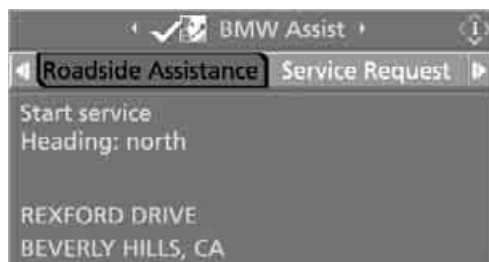 BMW Assist
Roadside Assistance Service Request
Start service
Heading: north
REXFORD DRIVE
BEVERLY HILLS, CA